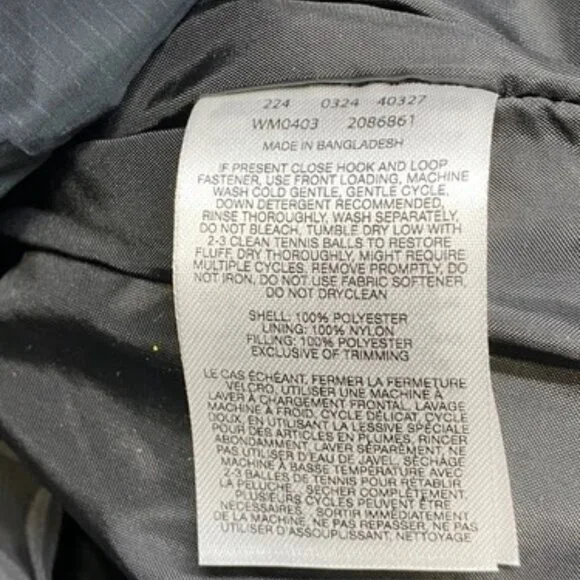 224 0324 40327
WM0403 2086861
MADE IN BANGLADESH
IF PRESENT CLOSE HOOK AND LOOP
FASTENER, USE FRONT LOADING, MACHINE
WASH COLD GENTLE, GENTLE CYCLE,
DOWN DETERGENT RECOMMENDED,
RINSE THOROUGHLY, WASH SEPARATELY,
DO NOT BLEACH, TUMBLE DRY LOW WITH
2-3 CLEAN TENNIS BALLS TO RESTORE
FLUFF, DRY THOROUGHLY, MIGHT REQUIRE
MULTIPLE CYCLES, REMOVE PROMPTLY, DO
NOT IRON, DO NOT USE FABRIC SOFTENER,
DO NOT DRYCLEAN
SHELL: 100% POLYESTER
LINING: 100% NYLON
FILLING: 100% POLYESTER
EXCLUSIVE OF TRIMMING
LE CAS ÉCHÉANT, FERMER LA FERMETURE
VELCRO, UTILISER UNE MACHINE À
LAVER À CHARGEMENT FRONTAL, LAVAGE
MACHINE À FROID, CYCLE DÉLICAT, CYCLE
DOUX, EN UTILISANT LA LESSIVE SPÉCIALE
POUR DES ARTICLES EN PLUMES, RINCER
ABONDAMMENT, LAVER SÉPARÉMENT, NE
PAS UTILISER D'EAU DE JAVEL, SÉCHAGE
MACHINE À BASSE TEMPÉRATURE AVEC
2-3 BALLES DE TENNIS POUR RÉTABLIR
LA PELUCHE, SÉCHER COMPLÈTEMENT,
PLUSIEURS CYCLES PEUVENT ÊTRE
NÉCESSAIRES, SORTIR IMMÉDIATEMENT
DE LA MACHINE, NE PAS REPASSER, NE PAS
UTILISER D'ASSOUPLISSANT, NETTOYAGE